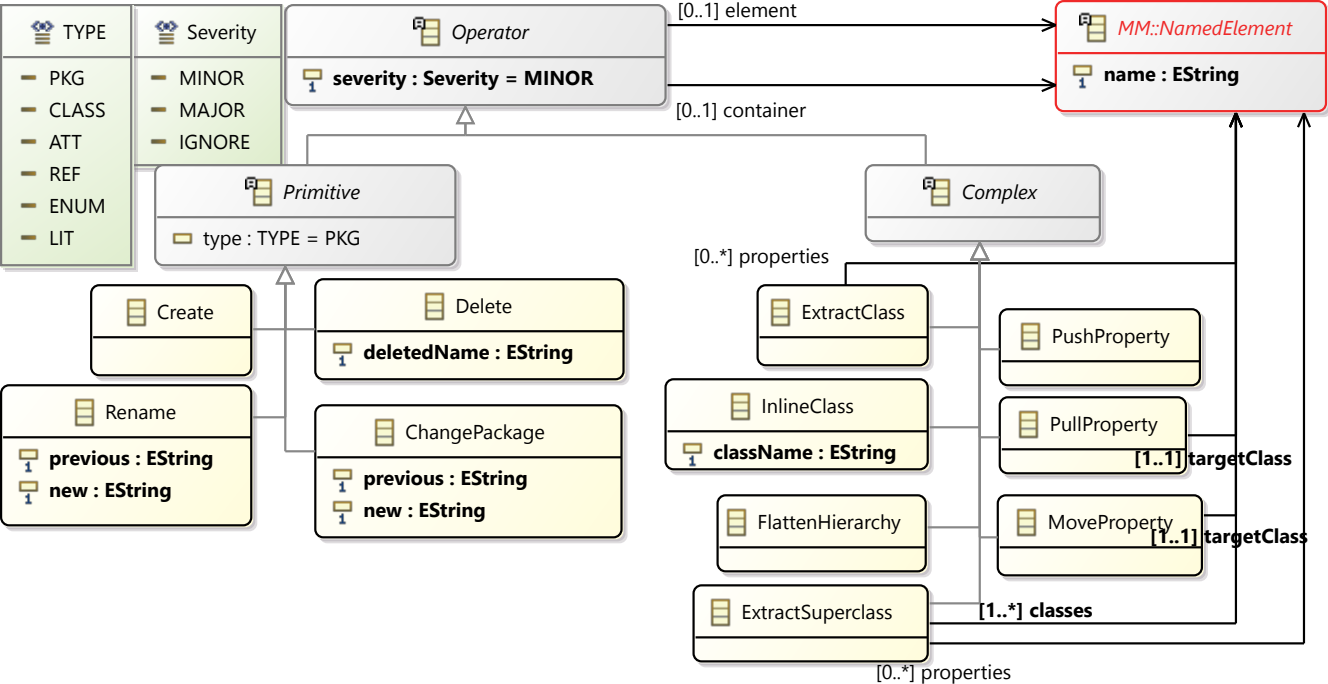 TYPE
PKG
CLASS
ATT
REF
ENUM
LIT
Severity
MINOR
MAJOR
IGNORE
Operator
severity : Severity = MINOR
[0..1] element
[0..1] container
MM::NamedElement
name : EString
Primitive
type : TYPE = PKG
Complex
[0..*] properties
Create
Delete
deletedName : EString
Rename
previous : EString
new : EString
ChangePackage
previous : EString
new : EString
ExtractClass
PushProperty
InlineClass
className : EString
PullProperty
[1..1] targetClass
FlattenHierarchy
MoveProperty
[1..1] targetClass
ExtractSuperclass
[1..*] classes
[0..*] properties